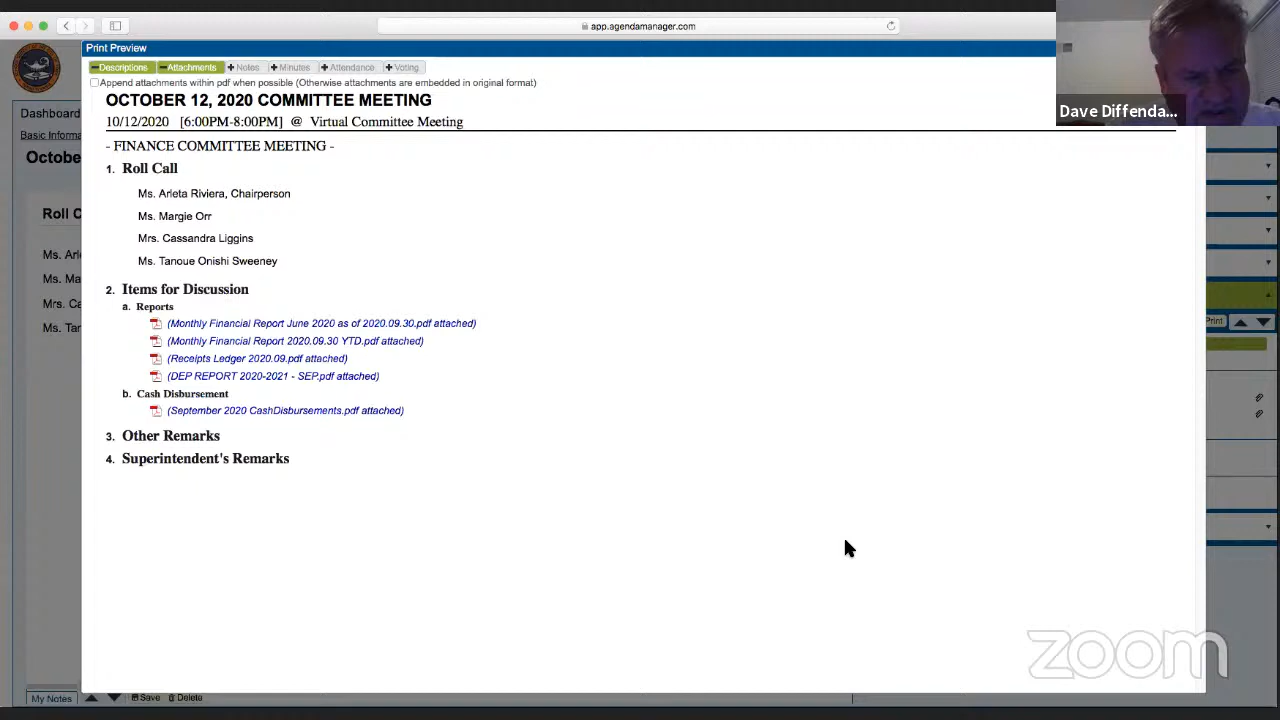 app.agendamanager.com
Print Preview
Descriptions Attachments Notes Minutes Attendance Voting
Append attachments within pdf when possible (Otherwise attachments are embedded in original format)
OCTOBER 12, 2020 COMMITTEE MEETING
Dave Diffenda...
Dashboard
10/12/2020 [6:00PM-8:00PM] @ Virtual Committee Meeting
Basic Informa
- FINANCE COMMITTEE MEETING -
Octobe
1. Roll Call
Ms. Arleta Riviera, Chairperson
Roll C
Ms. Margie Orr
Mrs. Cassandra Liggins
Ms. Arl
Ms. Tanoue Onishi Sweeney
Ms. Ma
2. Items for Discussion
Mrs. Ca
a. Reports
(Monthly Financial Report June 2020 as of 2020.09.30.pdf attached)
Print
Ms. Tar
(Monthly Financial Report 2020.09.30 YTD.pdf attached)
(Receipts Ledger 2020.09.pdf attached)
(DEP REPORT 2020-2021 - SEP.pdf attached)
b. Cash Disbursement
(September 2020 CashDisbursements.pdf attached)
3. Other Remarks
4. Superintendent's Remarks
zoom
My Notes Save Delete